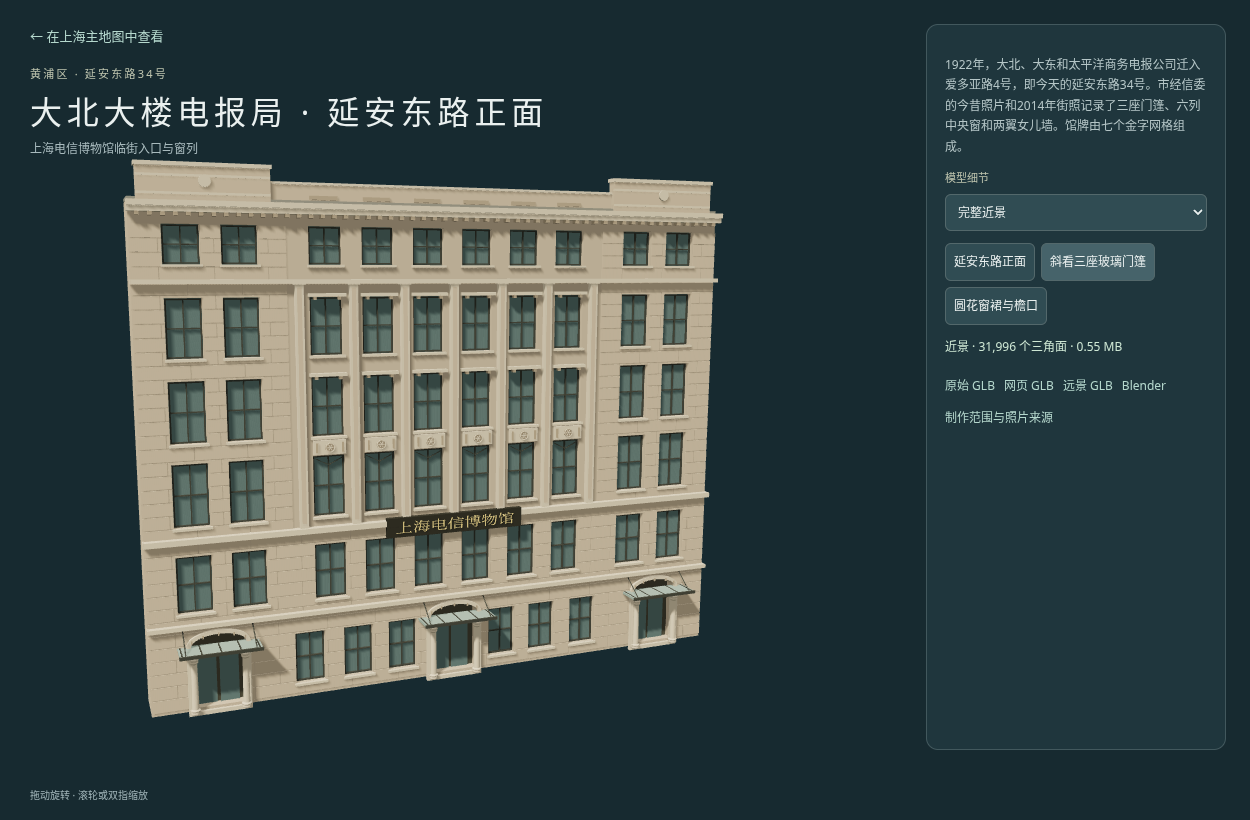 ← 在上海主地图中查看
黄浦区 · 延安东路34号
大北大楼电报局 · 延安东路正面
上海电信博物馆临街入口与窗列
上海电信博物馆
拖动旋转 · 滚轮或双指缩放
1922年，大北、大东和太平洋商务电报公司迁入
爱多亚路4号，即今天的延安东路34号。市经信委
的今昔照片和2014年街照记录了三座门篷、六列
中央窗和两翼女儿墙。馆牌由七个金字网格组
成。
模型细节
完整近景
延安东路正面
斜看三座玻璃门篷
圆花窗裙与檐口
近景 · 31,996 个三角面 · 0.55 MB
原始 GLB 网页 GLB 远景 GLB Blender
制作范围与照片来源